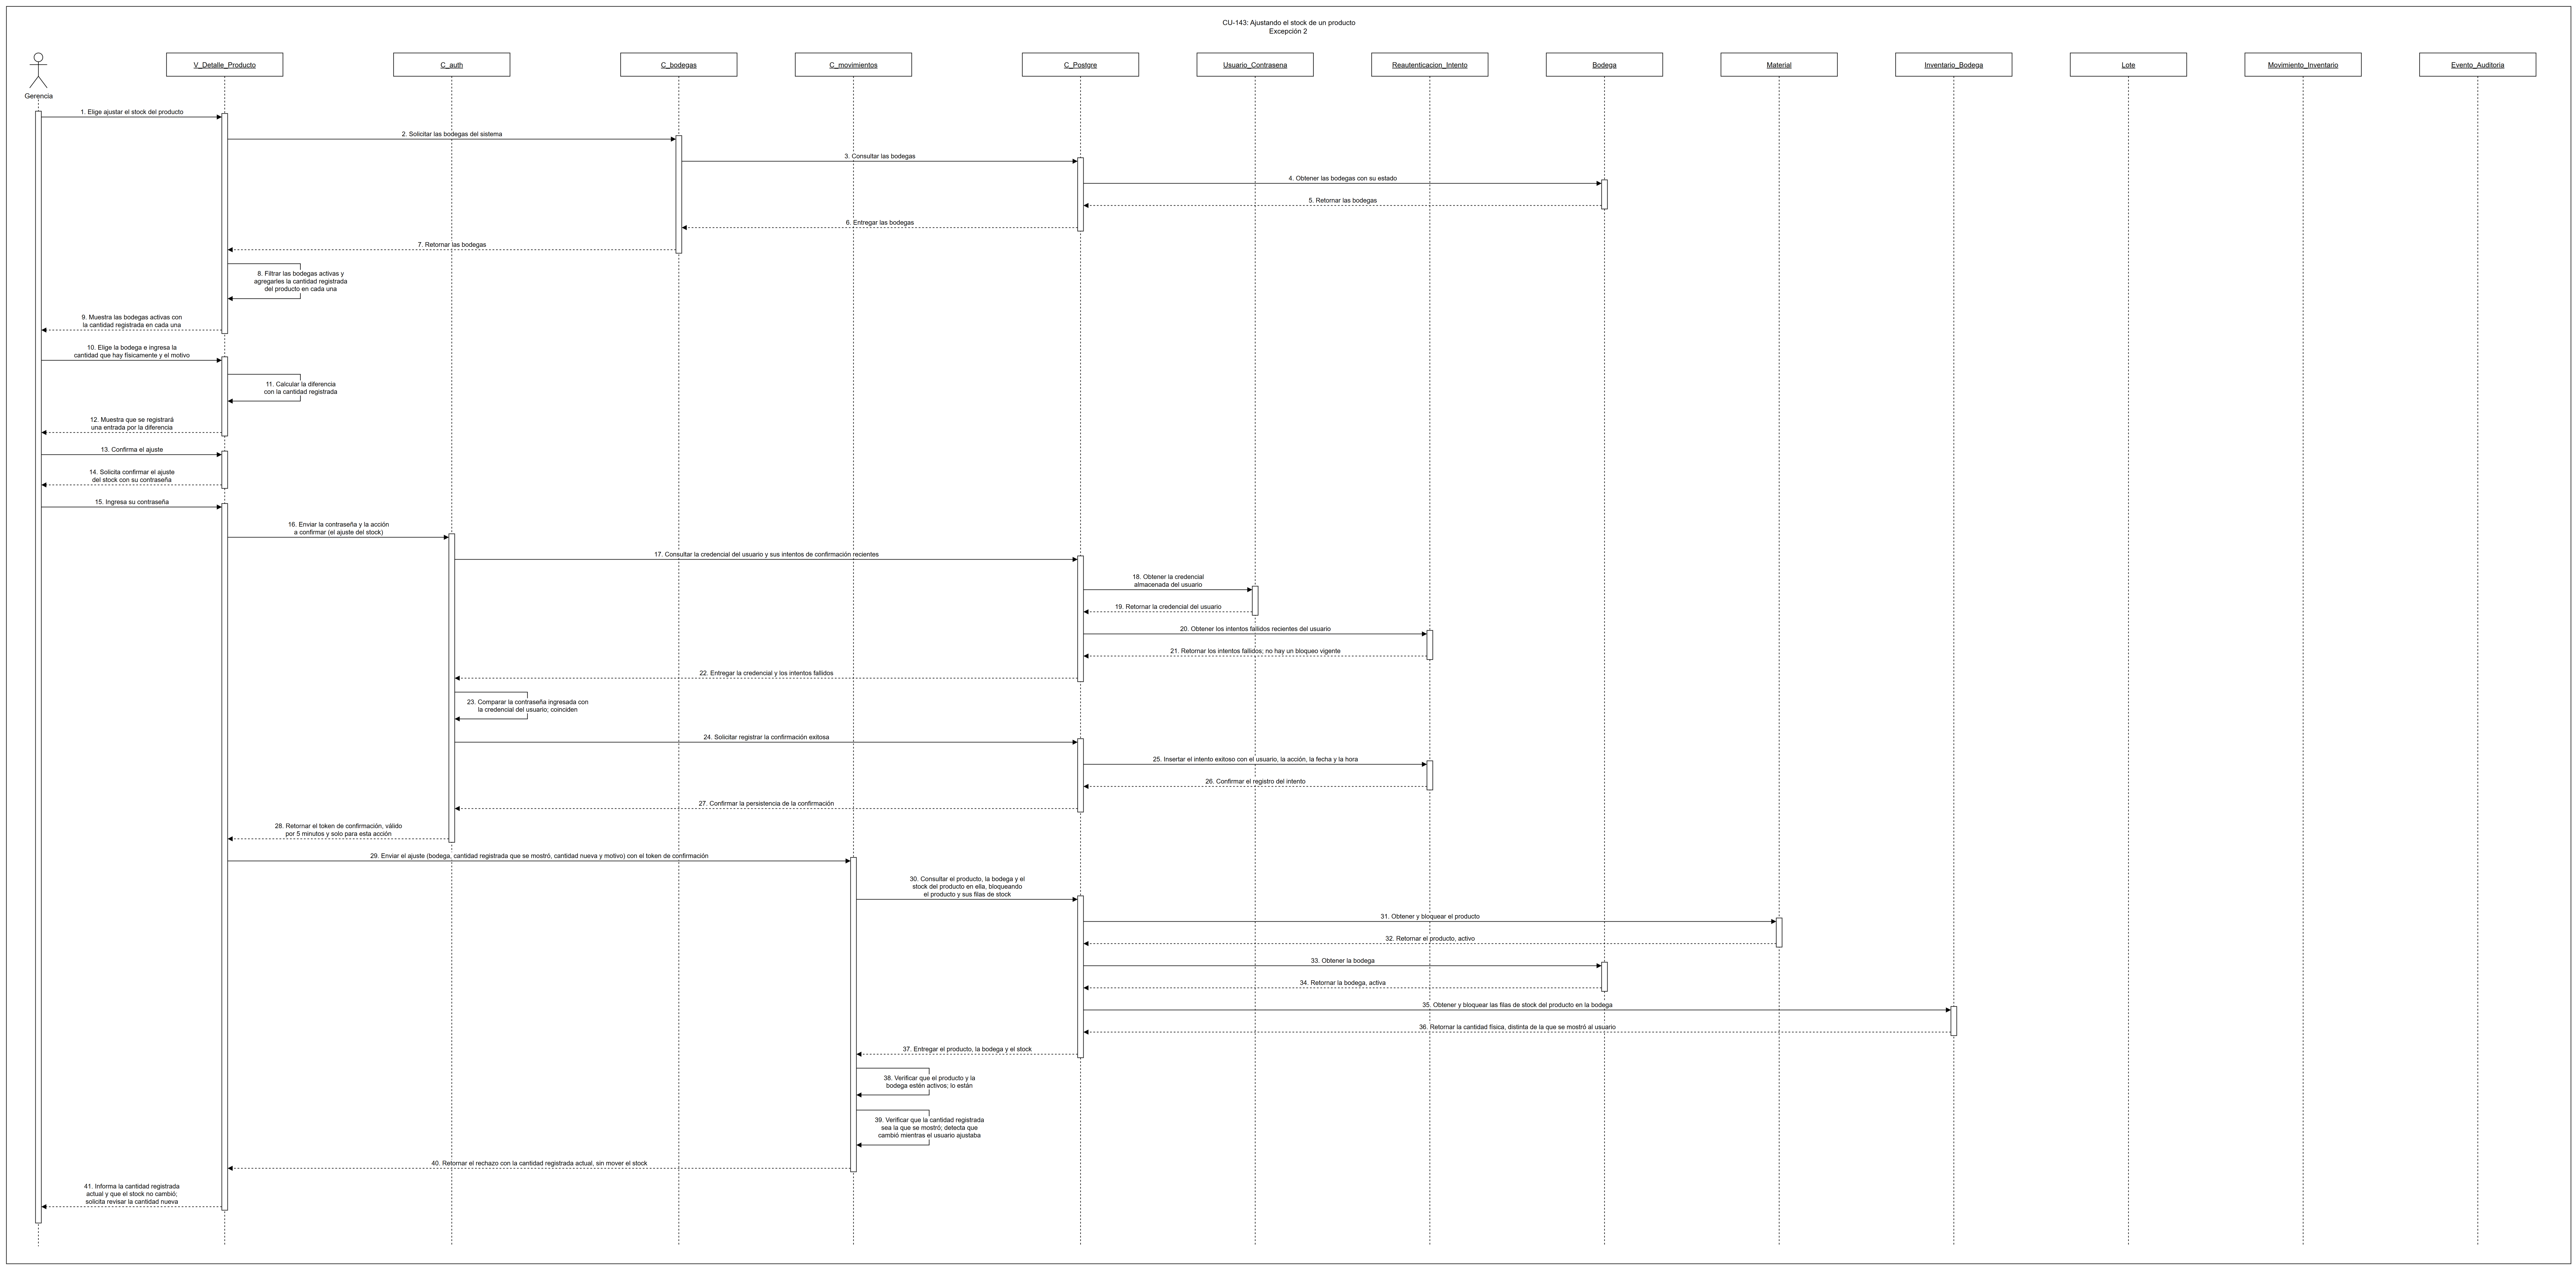 CU-143: Ajustando el stock de un producto
Excepción 2
Gerencia
V_Detalle_Producto
C_auth
C_bodegas
C_movimientos
C_Postgre
Usuario_Contrasena
Reautenticacion_Intento
Bodega
Material
Inventario_Bodega
Lote
Movimiento_Inventario
Evento_Auditoria
1. Elige ajustar el stock del producto
2. Solicitar las bodegas del sistema
3. Consultar las bodegas
4. Obtener las bodegas con su estado
5. Retornar las bodegas
6. Entregar las bodegas
7. Retornar las bodegas
8. Filtrar las bodegas activas y
agregarles la cantidad registrada
del producto en cada una
9. Muestra las bodegas activas con
la cantidad registrada en cada una
10. Elige la bodega e ingresa la
cantidad que hay físicamente y el motivo
11. Calcular la diferencia
con la cantidad registrada
12. Muestra que se registrará
una entrada por la diferencia
13. Confirma el ajuste
14. Solicita confirmar el ajuste
del stock con su contraseña
15. Ingresa su contraseña
16. Enviar la contraseña y la acción
a confirmar (el ajuste del stock)
17. Consultar la credencial del usuario y sus intentos de confirmación recientes
18. Obtener la credencial
almacenada del usuario
19. Retornar la credencial del usuario
20. Obtener los intentos fallidos recientes del usuario
21. Retornar los intentos fallidos; no hay un bloqueo vigente
22. Entregar la credencial y los intentos fallidos
23. Comparar la contraseña ingresada con
la credencial del usuario; coinciden
24. Solicitar registrar la confirmación exitosa
25. Insertar el intento exitoso con el usuario, la acción, la fecha y la hora
26. Confirmar el registro del intento
27. Confirmar la persistencia de la confirmación
28. Retornar el token de confirmación, válido
por 5 minutos y solo para esta acción
29. Enviar el ajuste (bodega, cantidad registrada que se mostró, cantidad nueva y motivo) con el token de confirmación
30. Consultar el producto, la bodega y el
stock del producto en ella, bloqueando
el producto y sus filas de stock
31. Obtener y bloquear el producto
32. Retornar el producto, activo
33. Obtener la bodega
34. Retornar la bodega, activa
35. Obtener y bloquear las filas de stock del producto en la bodega
36. Retornar la cantidad física, distinta de la que se mostró al usuario
37. Entregar el producto, la bodega y el stock
38. Verificar que el producto y la
bodega estén activos; lo están
39. Verificar que la cantidad registrada
sea la que se mostró; detecta que
cambió mientras el usuario ajustaba
40. Retornar el rechazo con la cantidad registrada actual, sin mover el stock
41. Informa la cantidad registrada
actual y que el stock no cambió;
solicita revisar la cantidad nueva